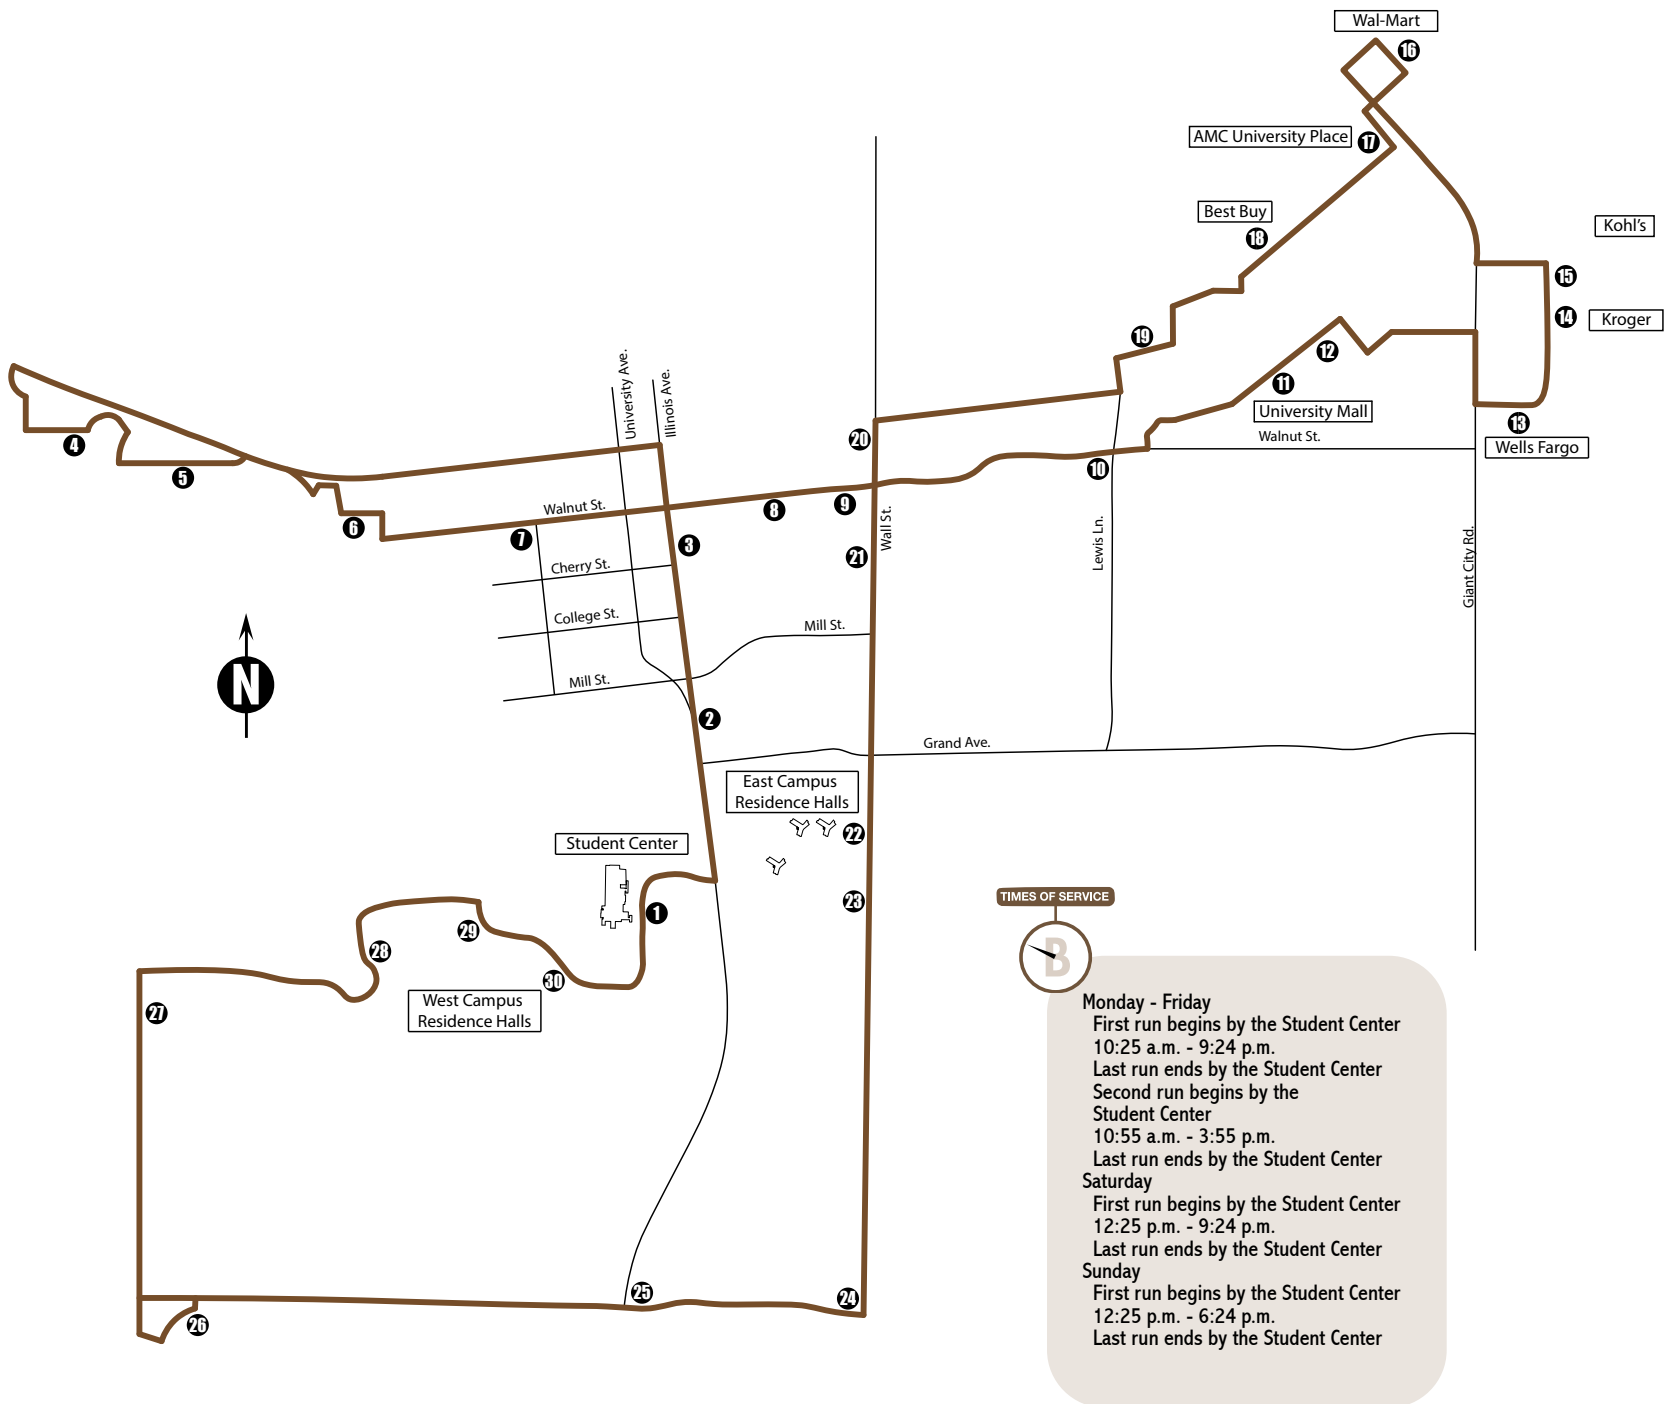 Wal-Mart
16
AMC University Place
17
Best Buy
18
Kohl's
15
14
Kroger
19
12
11
University Mall
13
Wells Fargo
Walnut St.
10
20
University Ave.
Illinois Ave.
4
5
6
7
Walnut St.
8
9
3
21
Wall St.
Lewis Ln.
Giant City Rd.
Cherry St.
College St.
Mill St.
Mill St.
N
2
Grand Ave.
East Campus
Residence Halls
22
Student Center
23
1
29
28
30
West Campus
Residence Halls
27
25
24
26
TIMES OF SERVICE
B
Monday - Friday
First run begins by the Student Center
10:25 a.m. - 9:24 p.m.
Last run ends by the Student Center
Second run begins by the
Student Center
10:55 a.m. - 3:55 p.m.
Last run ends by the Student Center
Saturday
First run begins by the Student Center
12:25 p.m. - 9:24 p.m.
Last run ends by the Student Center
Sunday
First run begins by the Student Center
12:25 p.m. - 6:24 p.m.
Last run ends by the Student Center